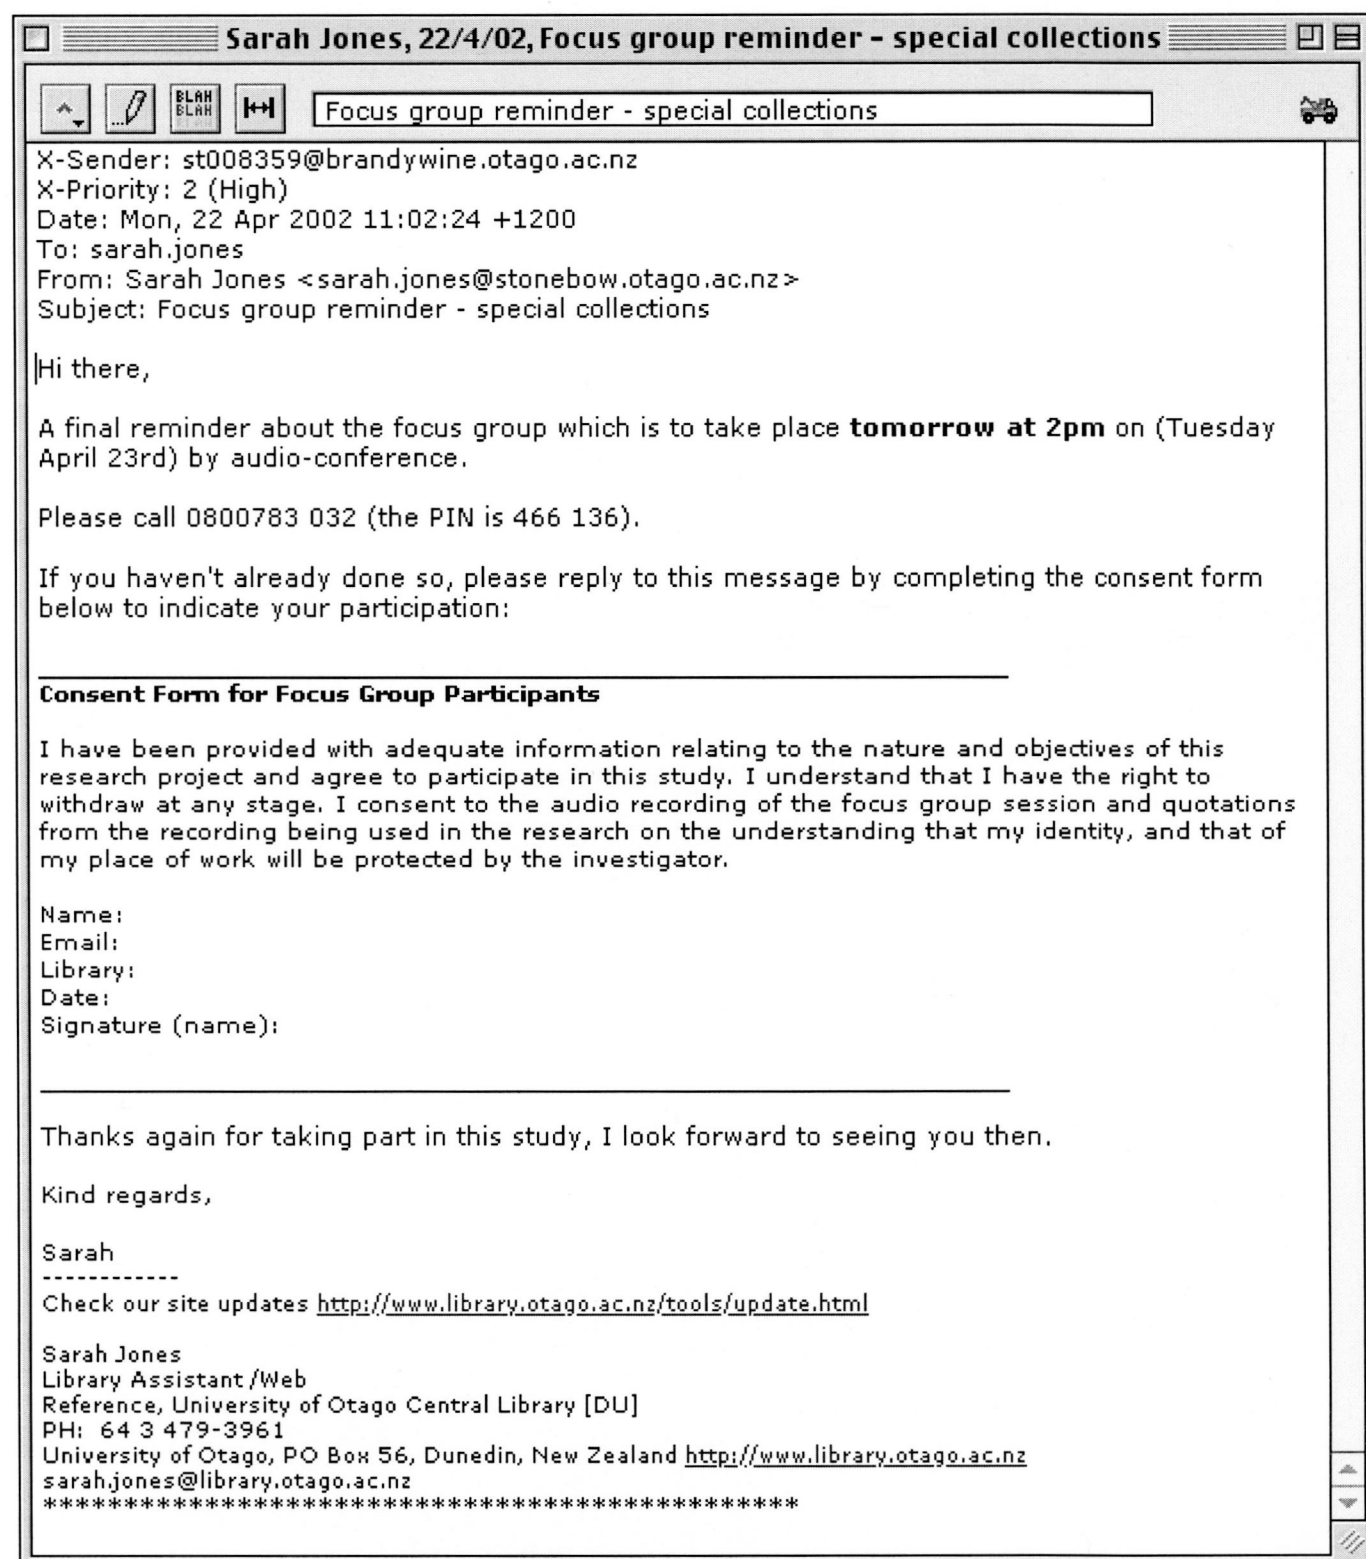 Sarah Jones, 22/4/02, Focus group reminder – special collections
BLAH
BLAH
Focus group reminder - special collections
X-Sender: st008359@brandywine.otago.ac.nz
X-Priority: 2 (High)
Date: Mon, 22 Apr 2002 11:02:24 +1200
To: sarah.jones
From: Sarah Jones <sarah.jones@stonebow.otago.ac.nz>
Subject: Focus group reminder - special collections
Hi there,
A final reminder about the focus group which is to take place tomorrow at 2pm on (Tuesday
April 23rd) by audio-conference.
Please call 0800783 032 (the PIN is 466 136).
If you haven't already done so, please reply to this message by completing the consent form
below to indicate your participation:
Consent Form for Focus Group Participants
I have been provided with adequate information relating to the nature and objectives of this
research project and agree to participate in this study. I understand that I have the right to
withdraw at any stage. I consent to the audio recording of the focus group session and quotations
from the recording being used in the research on the understanding that my identity, and that of
my place of work will be protected by the investigator.
Name:
Email:
Library:
Date:
Signature (name):
Thanks again for taking part in this study, I look forward to seeing you then.
Kind regards,
Sarah
------------
Check our site updates http://www.library.otago.ac.nz/tools/update.html
Sarah Jones
Library Assistant /Web
Reference, University of Otago Central Library [DU]
PH: 64 3 479-3961
University of Otago, PO Box 56, Dunedin, New Zealand http://www.library.otago.ac.nz
sarah.jones@library.otago.ac.nz
***********************************************